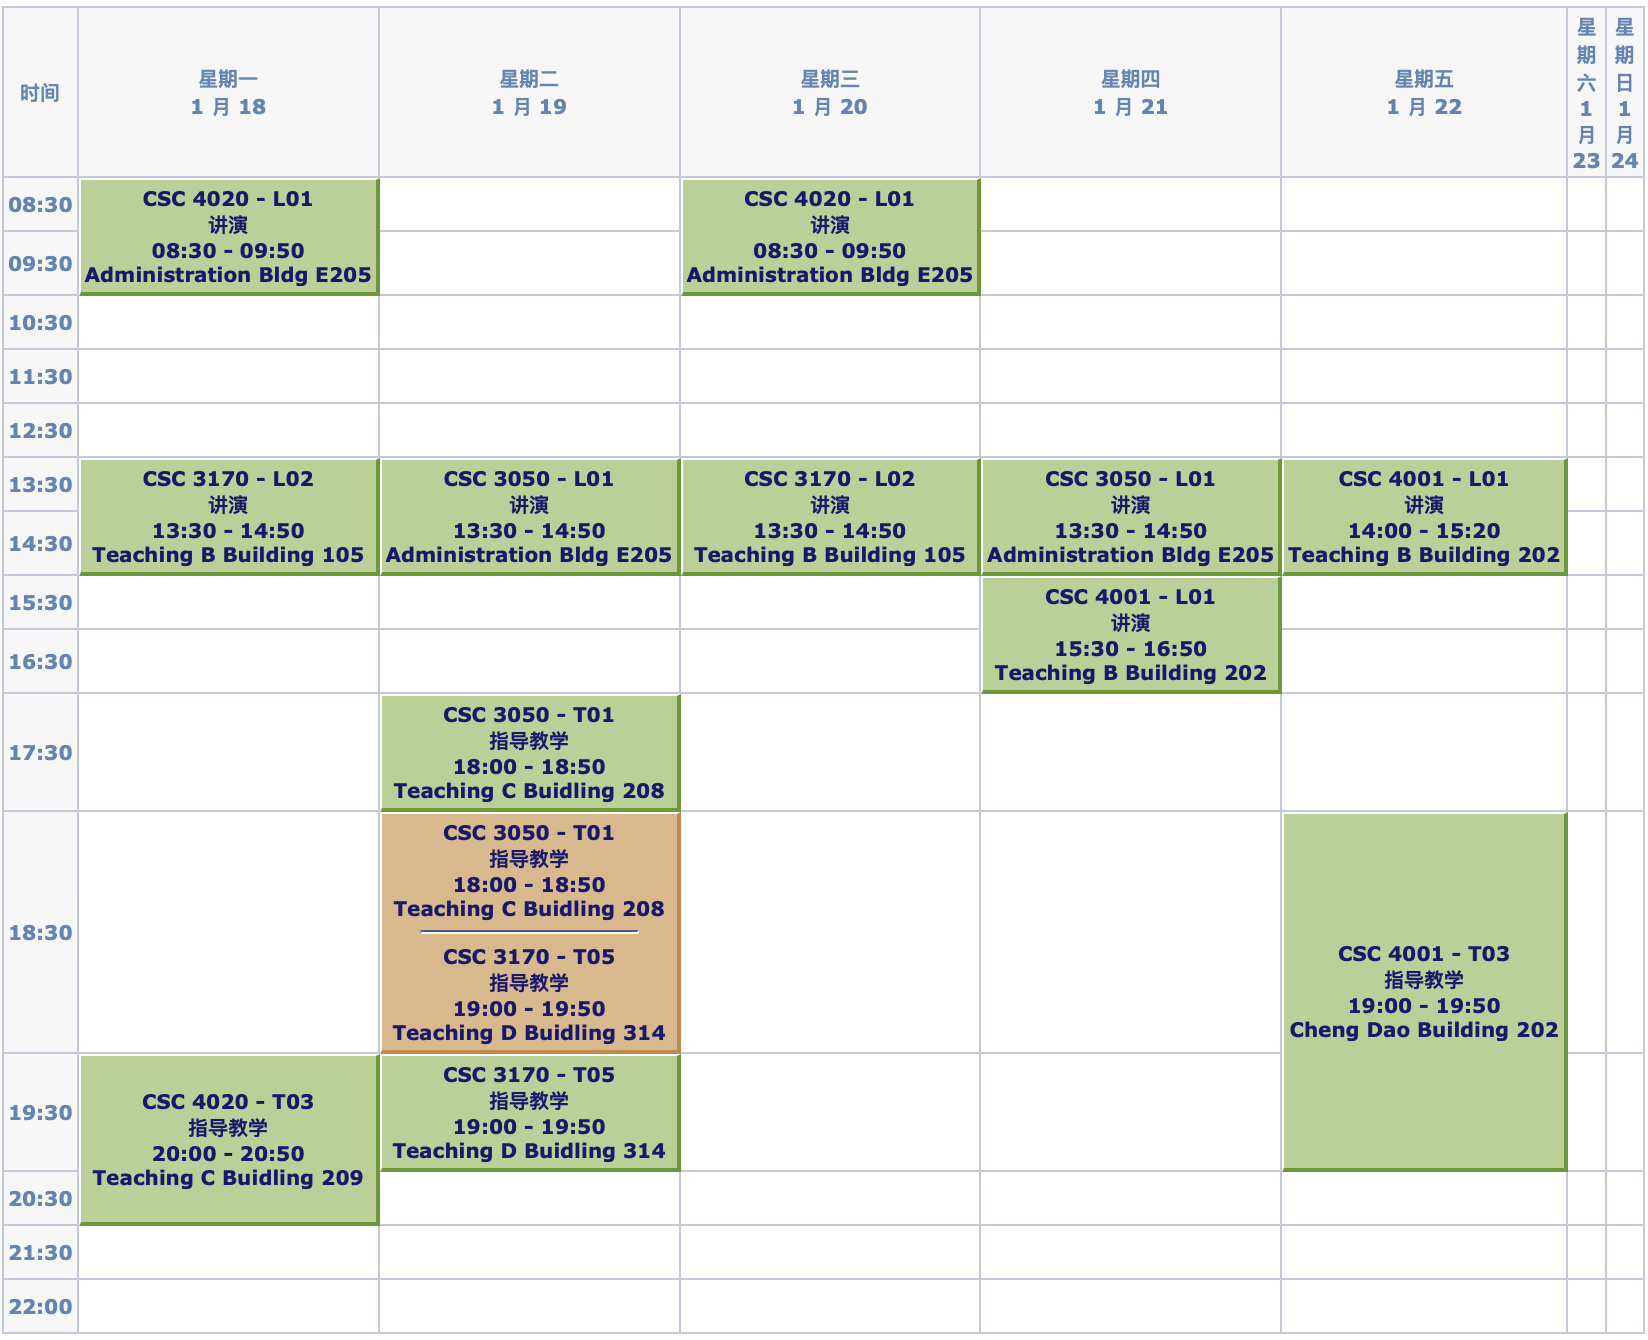 时间
星期一
1 月 18
星期二
1 月 19
星期三
1 月 20
星期四
1 月 21
星期五
1 月 22
星
期
六
1
月
23
星
期
日
1
月
24
08:30
CSC 4020 - L01
讲演
08:30 - 09:50
Administration Bldg E205
CSC 4020 - L01
讲演
08:30 - 09:50
Administration Bldg E205
09:30
10:30
11:30
12:30
13:30
CSC 3170 - L02
讲演
13:30 - 14:50
Teaching B Building 105
CSC 3050 - L01
讲演
13:30 - 14:50
Administration Bldg E205
CSC 3170 - L02
讲演
13:30 - 14:50
Teaching B Building 105
CSC 3050 - L01
讲演
13:30 - 14:50
Administration Bldg E205
CSC 4001 - L01
讲演
14:00 - 15:20
Teaching B Building 202
14:30
15:30
CSC 4001 - L01
讲演
15:30 - 16:50
Teaching B Building 202
16:30
17:30
CSC 3050 - T01
指导教学
18:00 - 18:50
Teaching C Buidling 208
18:30
CSC 3050 - T01
指导教学
18:00 - 18:50
Teaching C Buidling 208
CSC 3170 - T05
指导教学
19:00 - 19:50
Teaching D Buidling 314
CSC 4001 - T03
指导教学
19:00 - 19:50
Cheng Dao Building 202
19:30
CSC 4020 - T03
指导教学
20:00 - 20:50
Teaching C Buidling 209
CSC 3170 - T05
指导教学
19:00 - 19:50
Teaching D Buidling 314
20:30
21:30
22:00